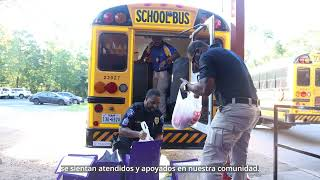 SCHOOL BUS
se sientan atendidos y apoyados en nuestra comunidad.